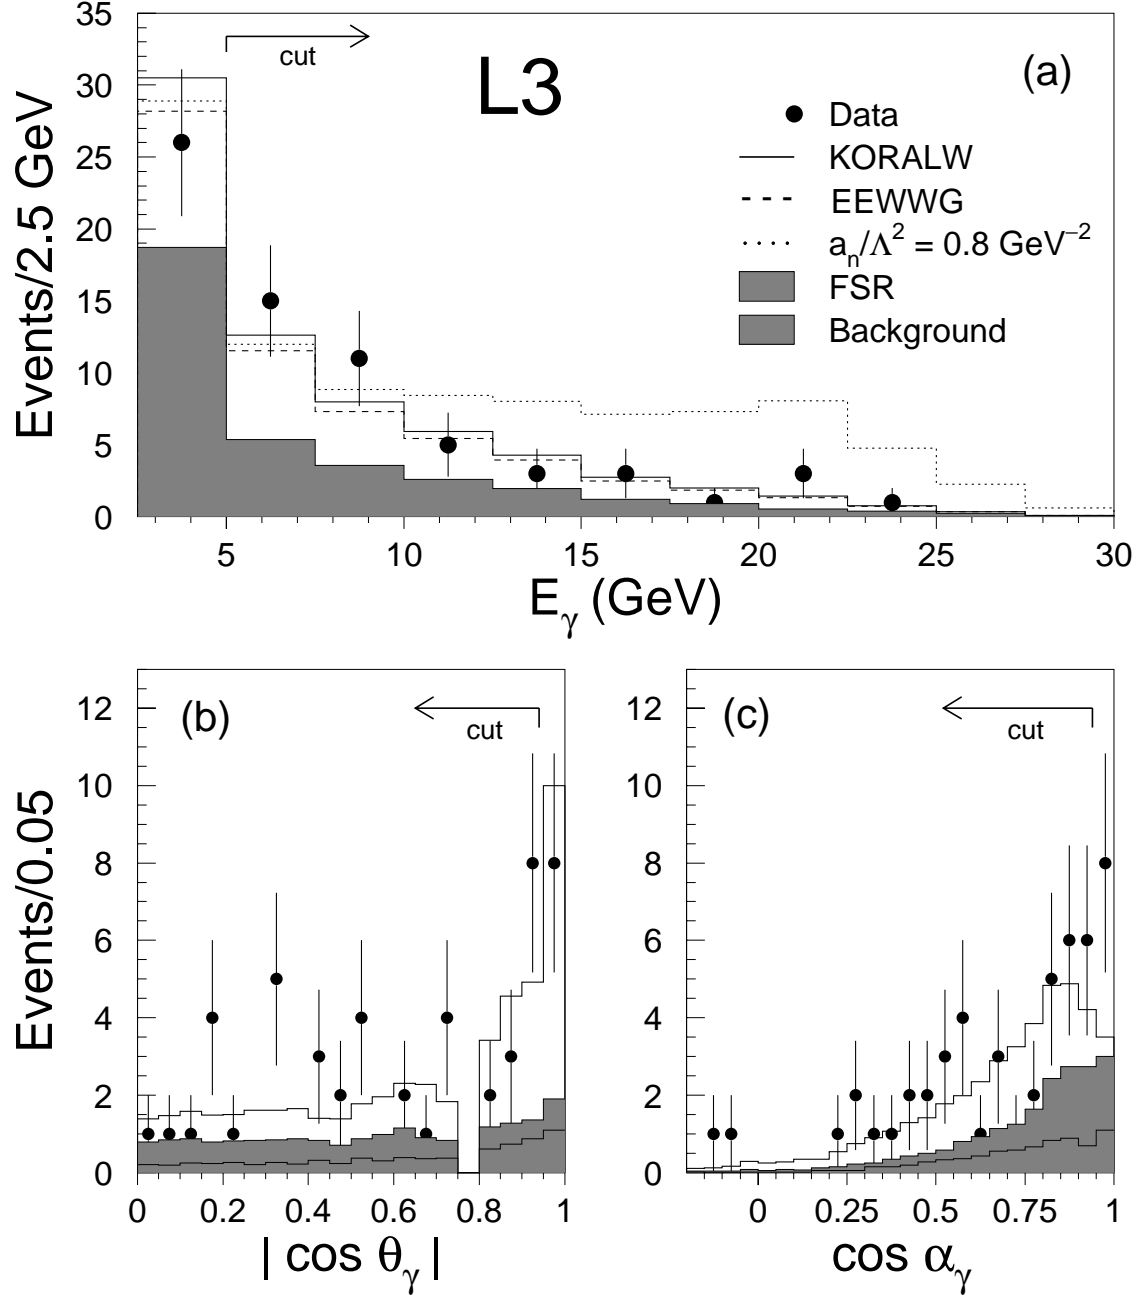 35
30
25
20
15
10
5
0
Events/2.5 GeV
cut
L3
(a)
Data
KORALW
EEWWG
aₙ/Λ² = 0.8 GeV⁻²
FSR
Background
5 10 15 20 25 30
E_γ (GeV)
12
10
8
6
4
2
0
Events/0.05
(b)
cut
0 0.2 0.4 0.6 0.8 1
| cos θ_γ |
12
10
8
6
4
2
0
(c)
cut
0 0.25 0.5 0.75 1
cos α_γ